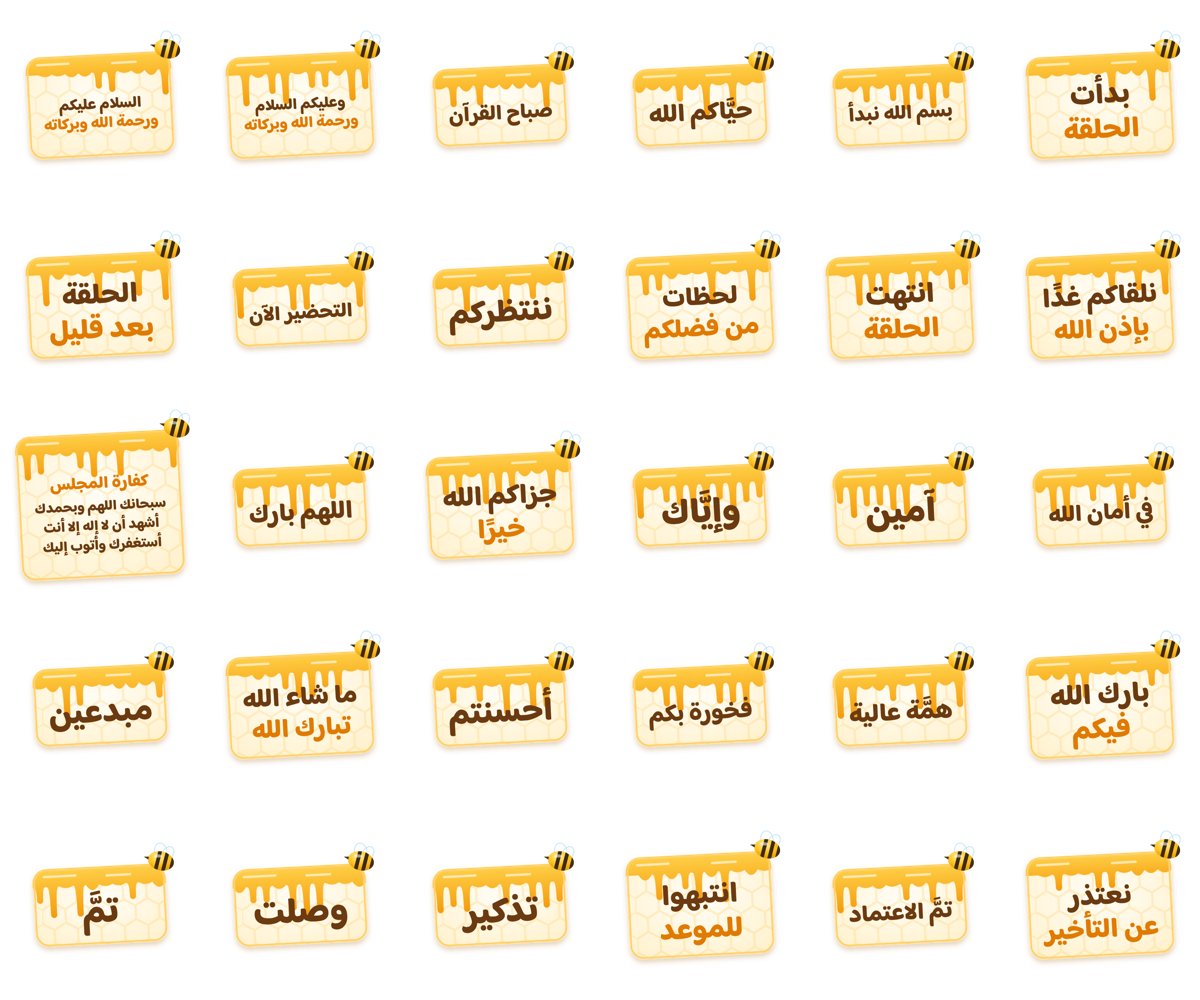 السلام عليكم
ورحمة الله وبركاته
وعليكم السلام
ورحمة الله وبركاته
صباح القرآن
حيَّاكم الله
بسم الله نبدأ
بدأت
الحلقة
الحلقة
بعد قليل
التحضير الآن
ننتظركم
لحظات
من فضلكم
انتهت
الحلقة
نلقاكم غدًا
بإذن الله
كفارة المجلس
سبحانك اللهم وبحمدك
أشهد أن لا إله إلا أنت
أستغفرك وأتوب إليك
اللهم بارك
جزاكم الله
خيرًا
وإيَّاك
آمين
في أمان الله
مبدعين
ما شاء الله
تبارك الله
أحسنتم
فخورة بكم
همَّة عالية
بارك الله
فيكم
تمَّ
وصلت
تذكير
انتبهوا
للموعد
تمَّ الاعتماد
نعتذر
عن التأخير